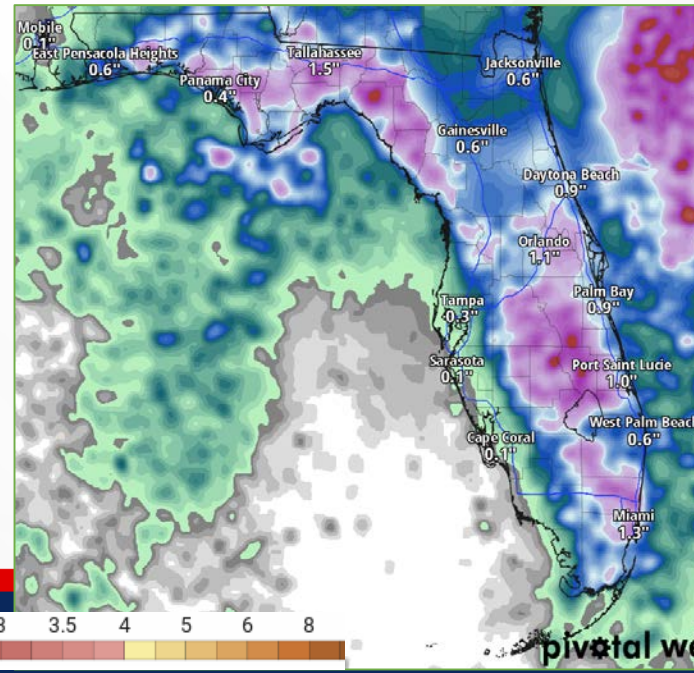 Mobile
0.1"
East Pensacola Heights
0.6"
Panama City
0.4"
Tallahassee
1.5"
Jacksonville
0.6"
Gainesville
0.6"
Daytona Beach
0.9"
Orlando
1.1"
Palm Bay
0.9"
Tampa
0.3"
Sarasota
0.1"
Port Saint Lucie
1.0"
West Palm Beach
0.6"
Cape Coral
0.1"
Miami
1.3"
3 3.5 4 5 6 8
pivotal we